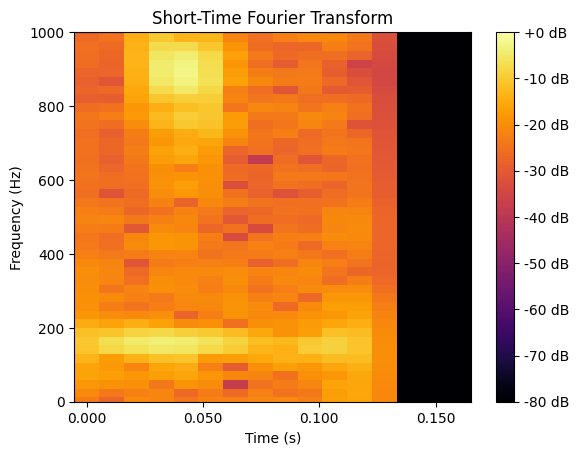 Short-Time Fourier Transform
1000
800
600
400
200
0
Frequency (Hz)
0.000
0.050
0.100
0.150
Time (s)
+0 dB
-10 dB
-20 dB
-30 dB
-40 dB
-50 dB
-60 dB
-70 dB
-80 dB